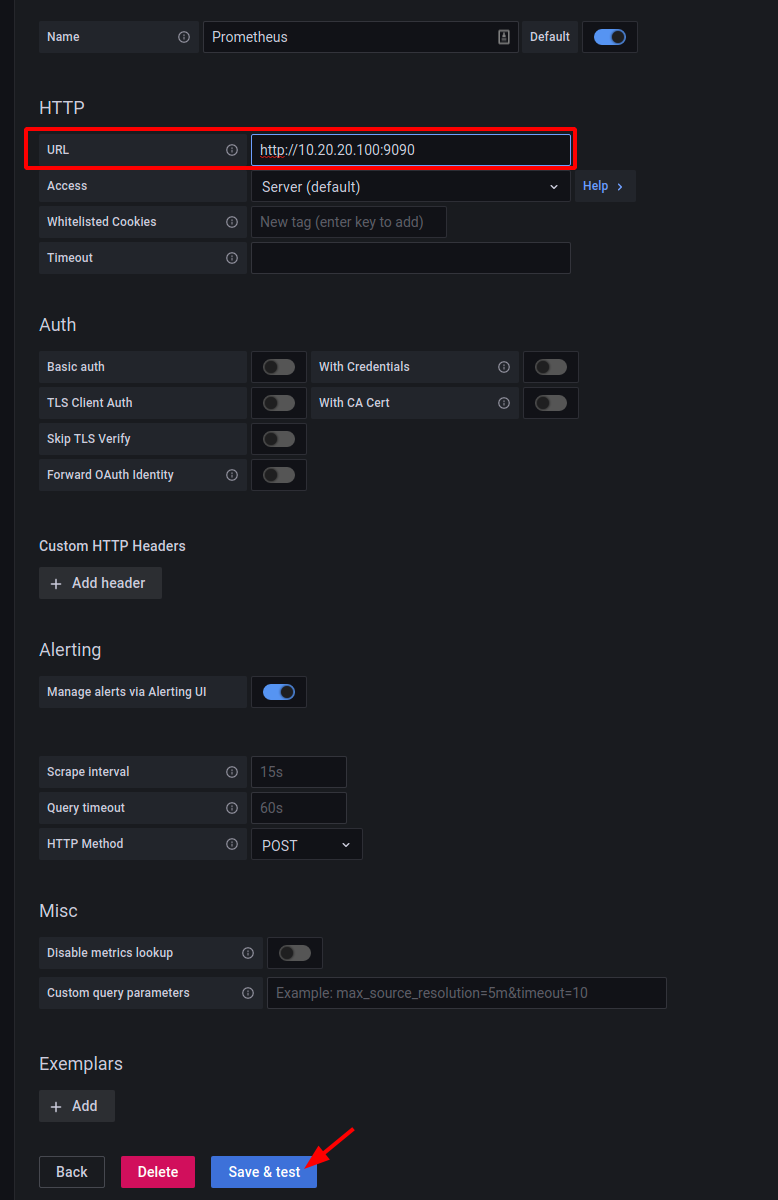 Name Prometheus Default
HTTP
URL http://10.20.20.100:9090
Access Server (default) Help
Whitelisted Cookies New tag (enter key to add)
Timeout
Auth
Basic auth With Credentials
TLS Client Auth With CA Cert
Skip TLS Verify
Forward OAuth Identity
Custom HTTP Headers
+ Add header
Alerting
Manage alerts via Alerting UI
Scrape interval 15s
Query timeout 60s
HTTP Method POST
Misc
Disable metrics lookup
Custom query parameters Example: max_source_resolution=5m&timeout=10
Exemplars
+ Add
Back Delete Save & test